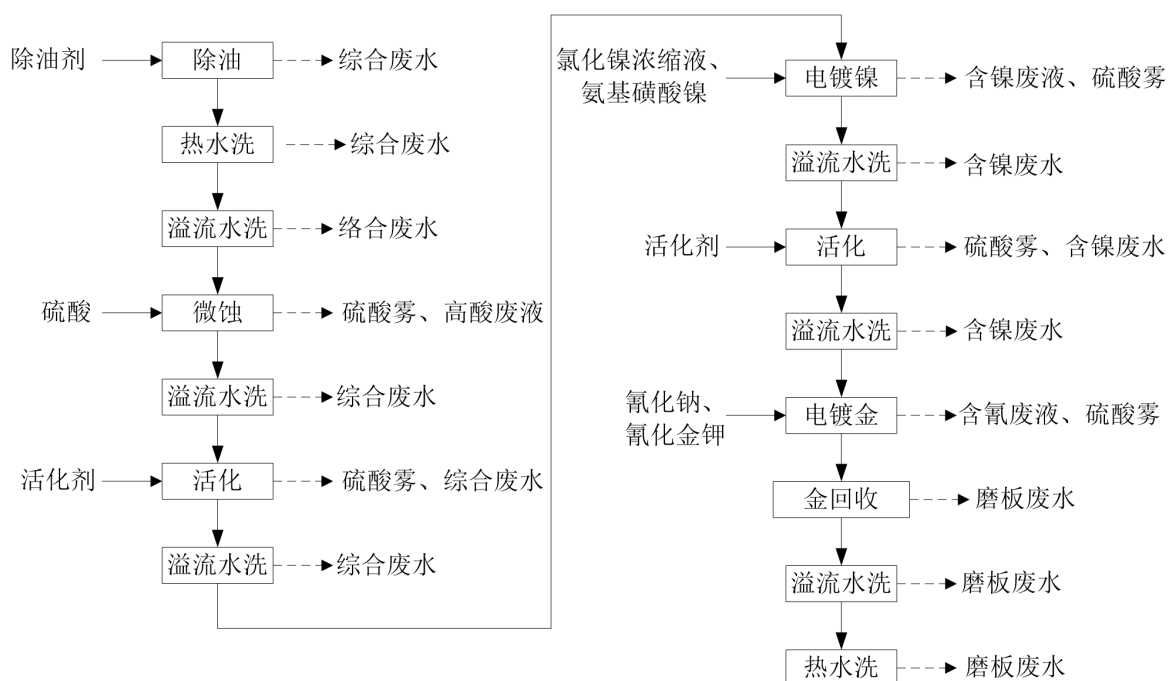 除油剂
除油
综合废水
热水洗
综合废水
溢流水洗
络合废水
硫酸
微蚀
硫酸雾、高酸废液
溢流水洗
综合废水
活化剂
活化
硫酸雾、综合废水
溢流水洗
综合废水
氯化镍浓缩液、
氨基磺酸镍
电镀镍
含镍废液、硫酸雾
溢流水洗
含镍废水
活化剂
活化
硫酸雾、含镍废水
溢流水洗
含镍废水
氰化钠、
氰化金钾
电镀金
含氰废液、硫酸雾
金回收
磨板废水
溢流水洗
磨板废水
热水洗
磨板废水